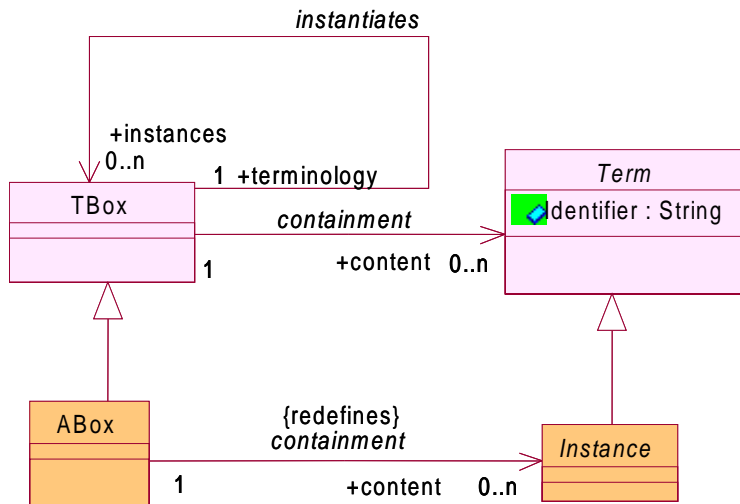 instantiates
+instances
0..n
1 +terminology
TBox
Term
Identifier : String
containment
1
+content 0..n
ABox
{redefines}
containment
Instance
1
+content 0..n